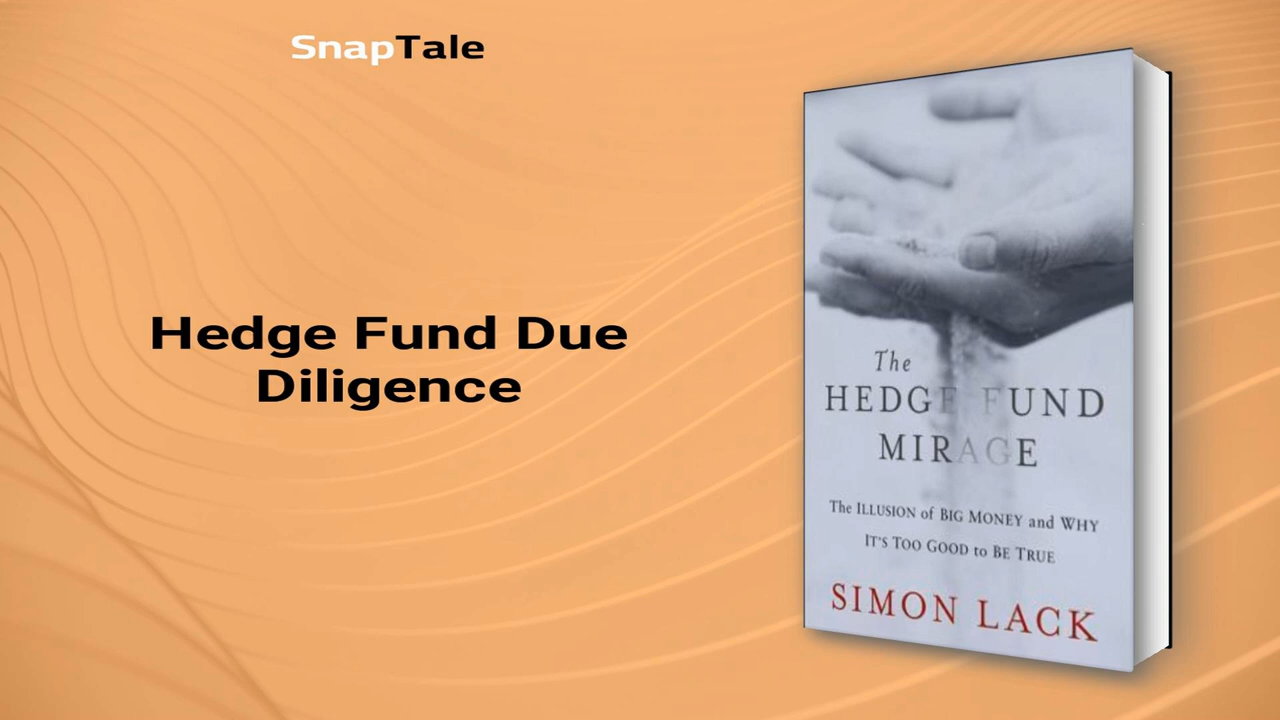 SnapTale
Hedge Fund Due
Diligence
The
HEDGE FUND
MIRAGE
The ILLUSION of BIG MONEY and WHY
IT'S TOO GOOD to BE TRUE
SIMON LACK